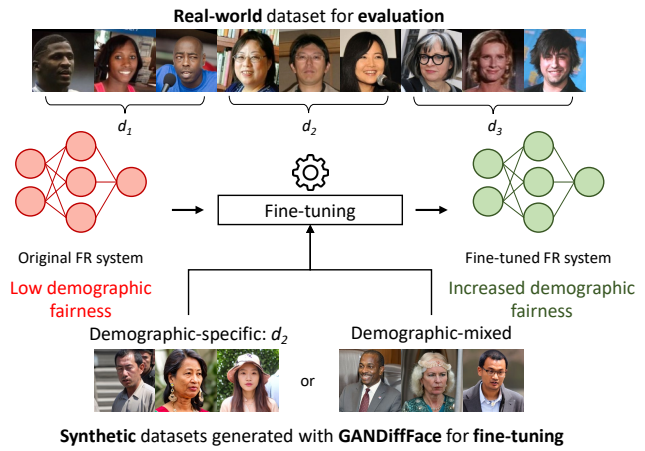 Real-world dataset for evaluation
d1 d2 d3
Fine-tuning
Original FR system
Low demographic
fairness
Fine-tuned FR system
Increased demographic
fairness
Demographic-specific: d2
or
Demographic-mixed
Synthetic datasets generated with GANDiffFace for fine-tuning